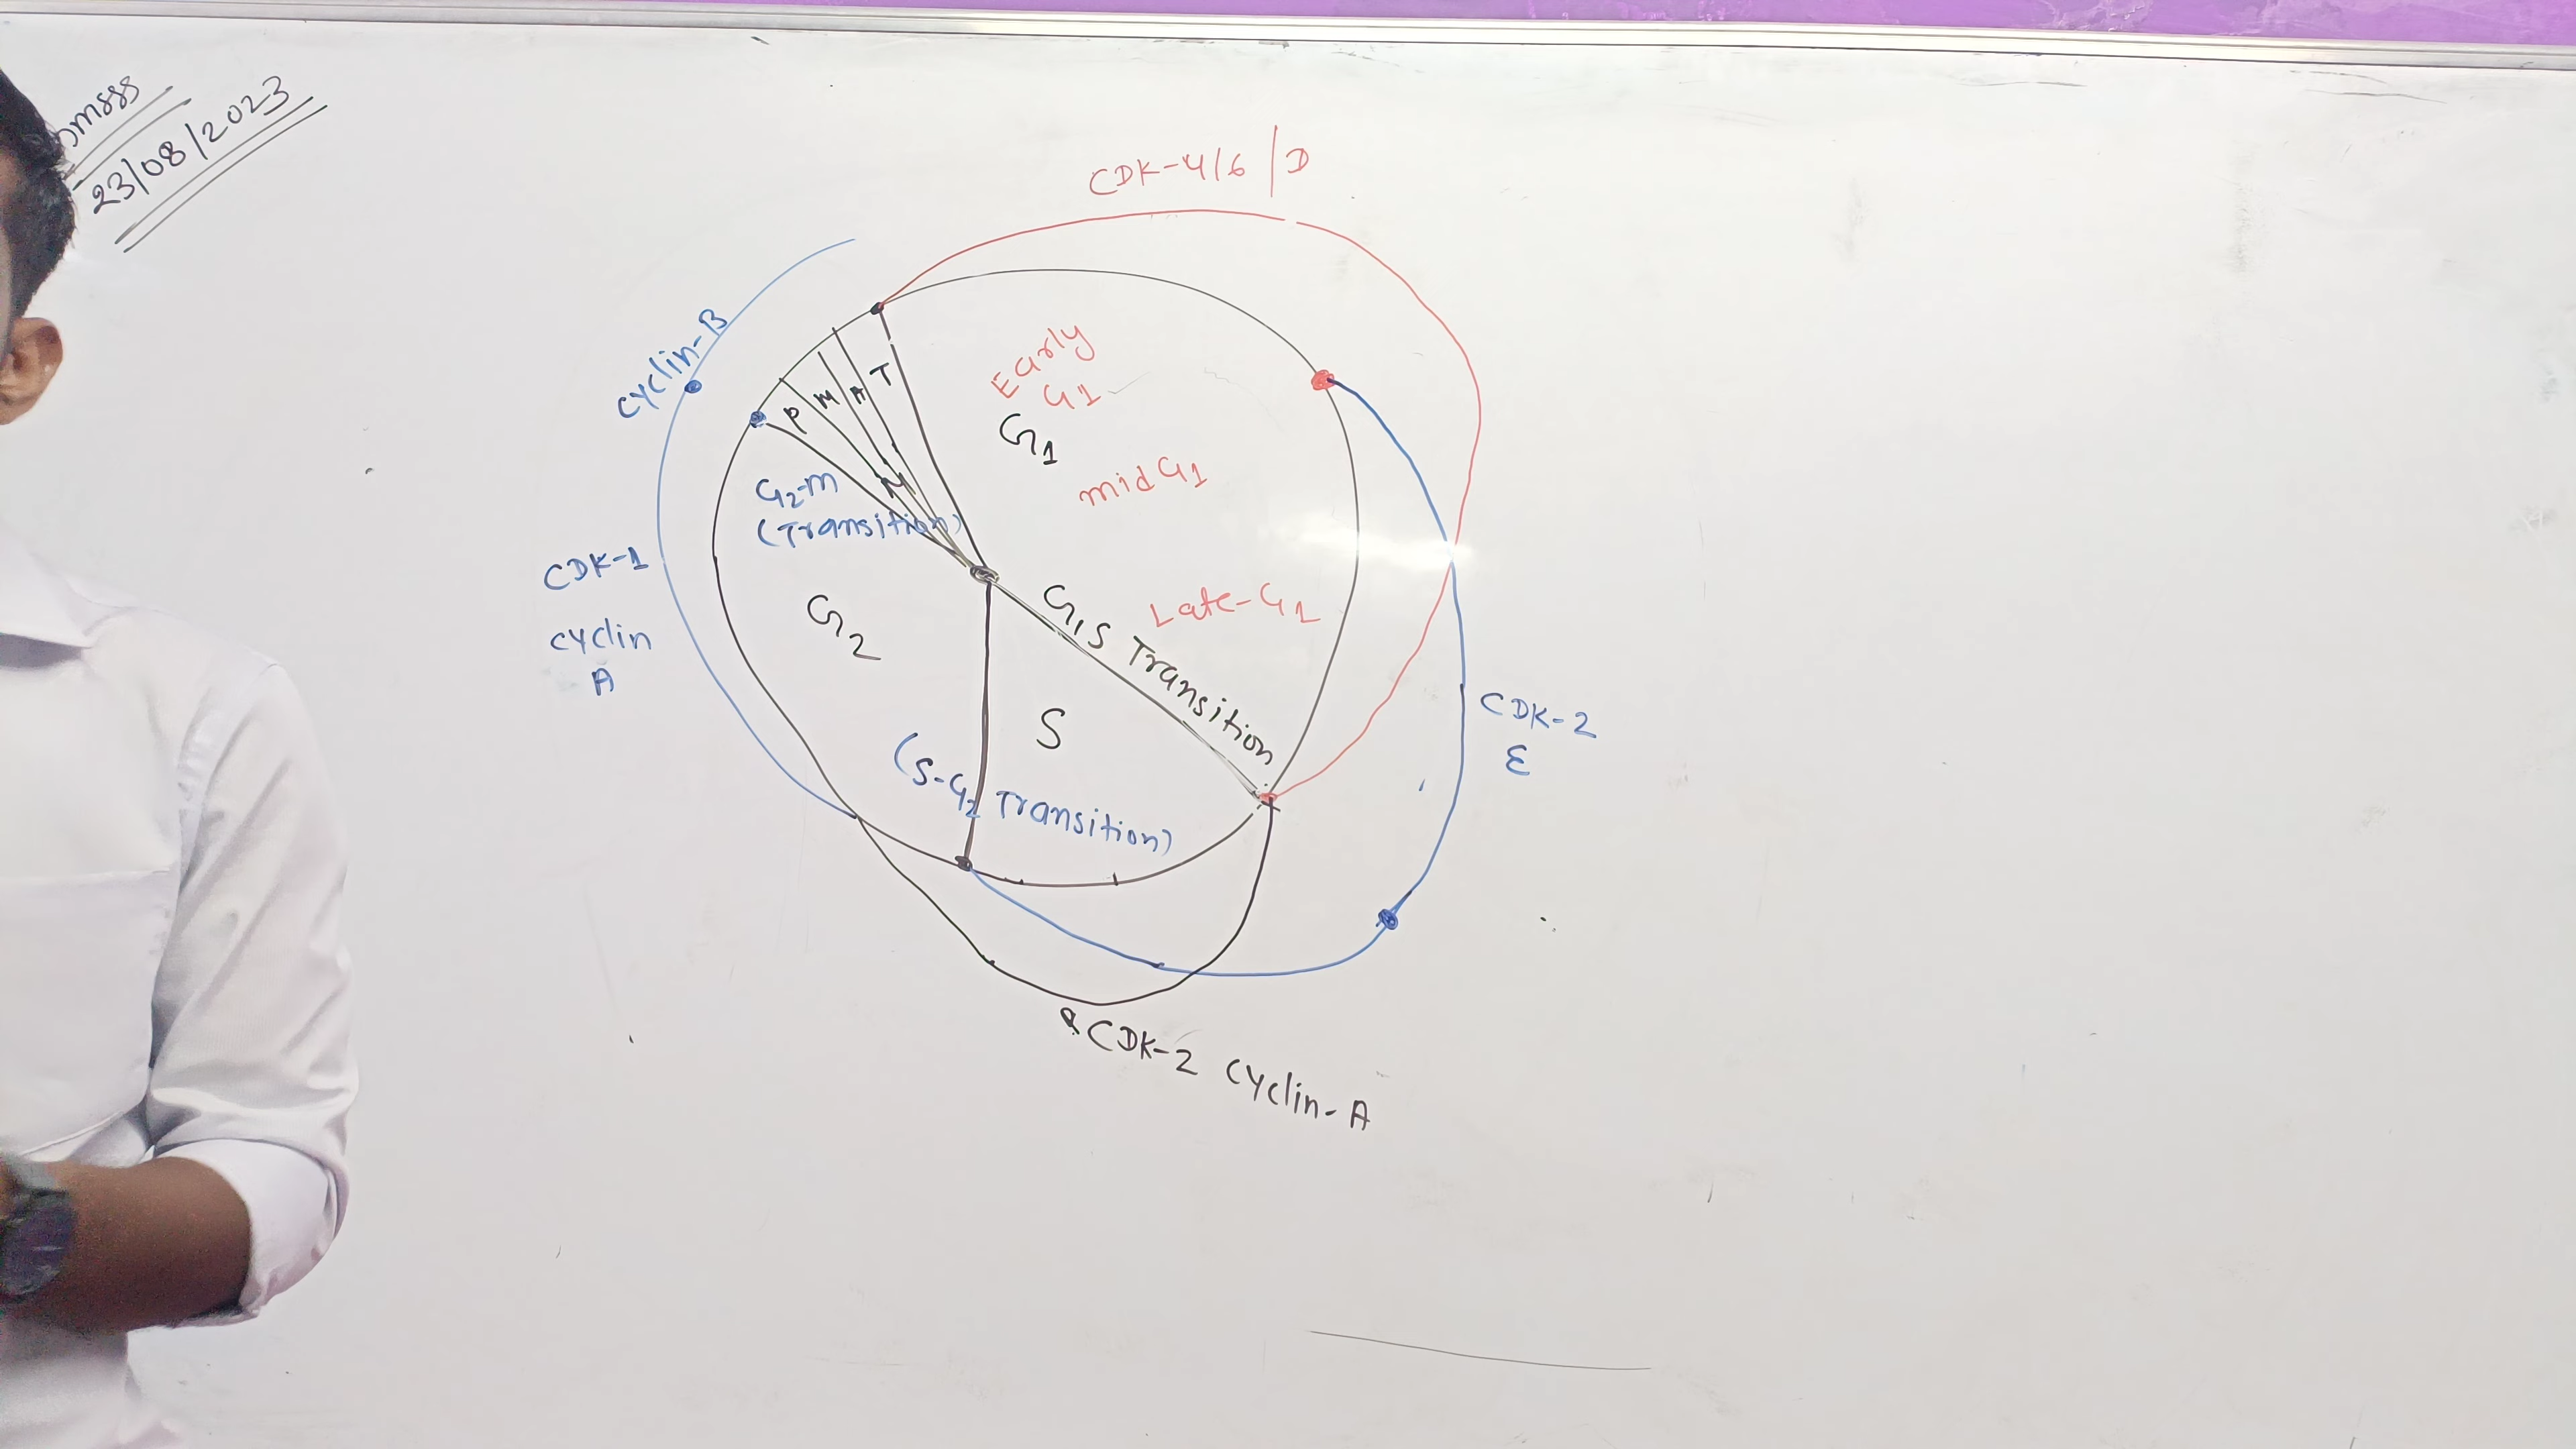 23/08/2023
CDK-4/6 | D
Cyclin-B
P M A T
M
Early
G1
G1
mid G1
G2-m
(Transition)
CDK-1
Cyclin
A
G2
Late-G1
G1S Transition
S
(S-G2 Transition)
CDK-2
E
CDK-2 Cyclin-A